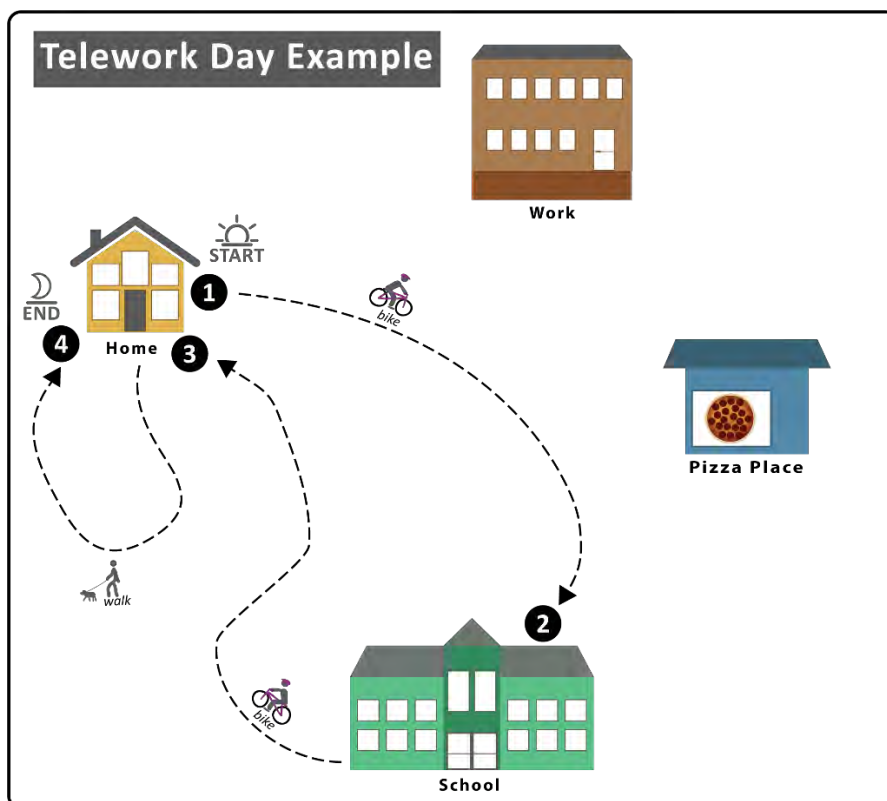 Telework Day Example
Work
START
1
bike
END
4
Home
3
Pizza Place
walk
2
bike
School